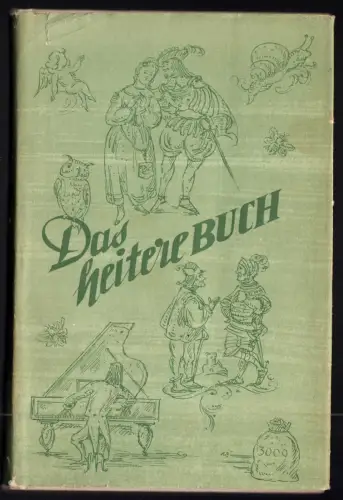 Das
heitere BUCH
3000